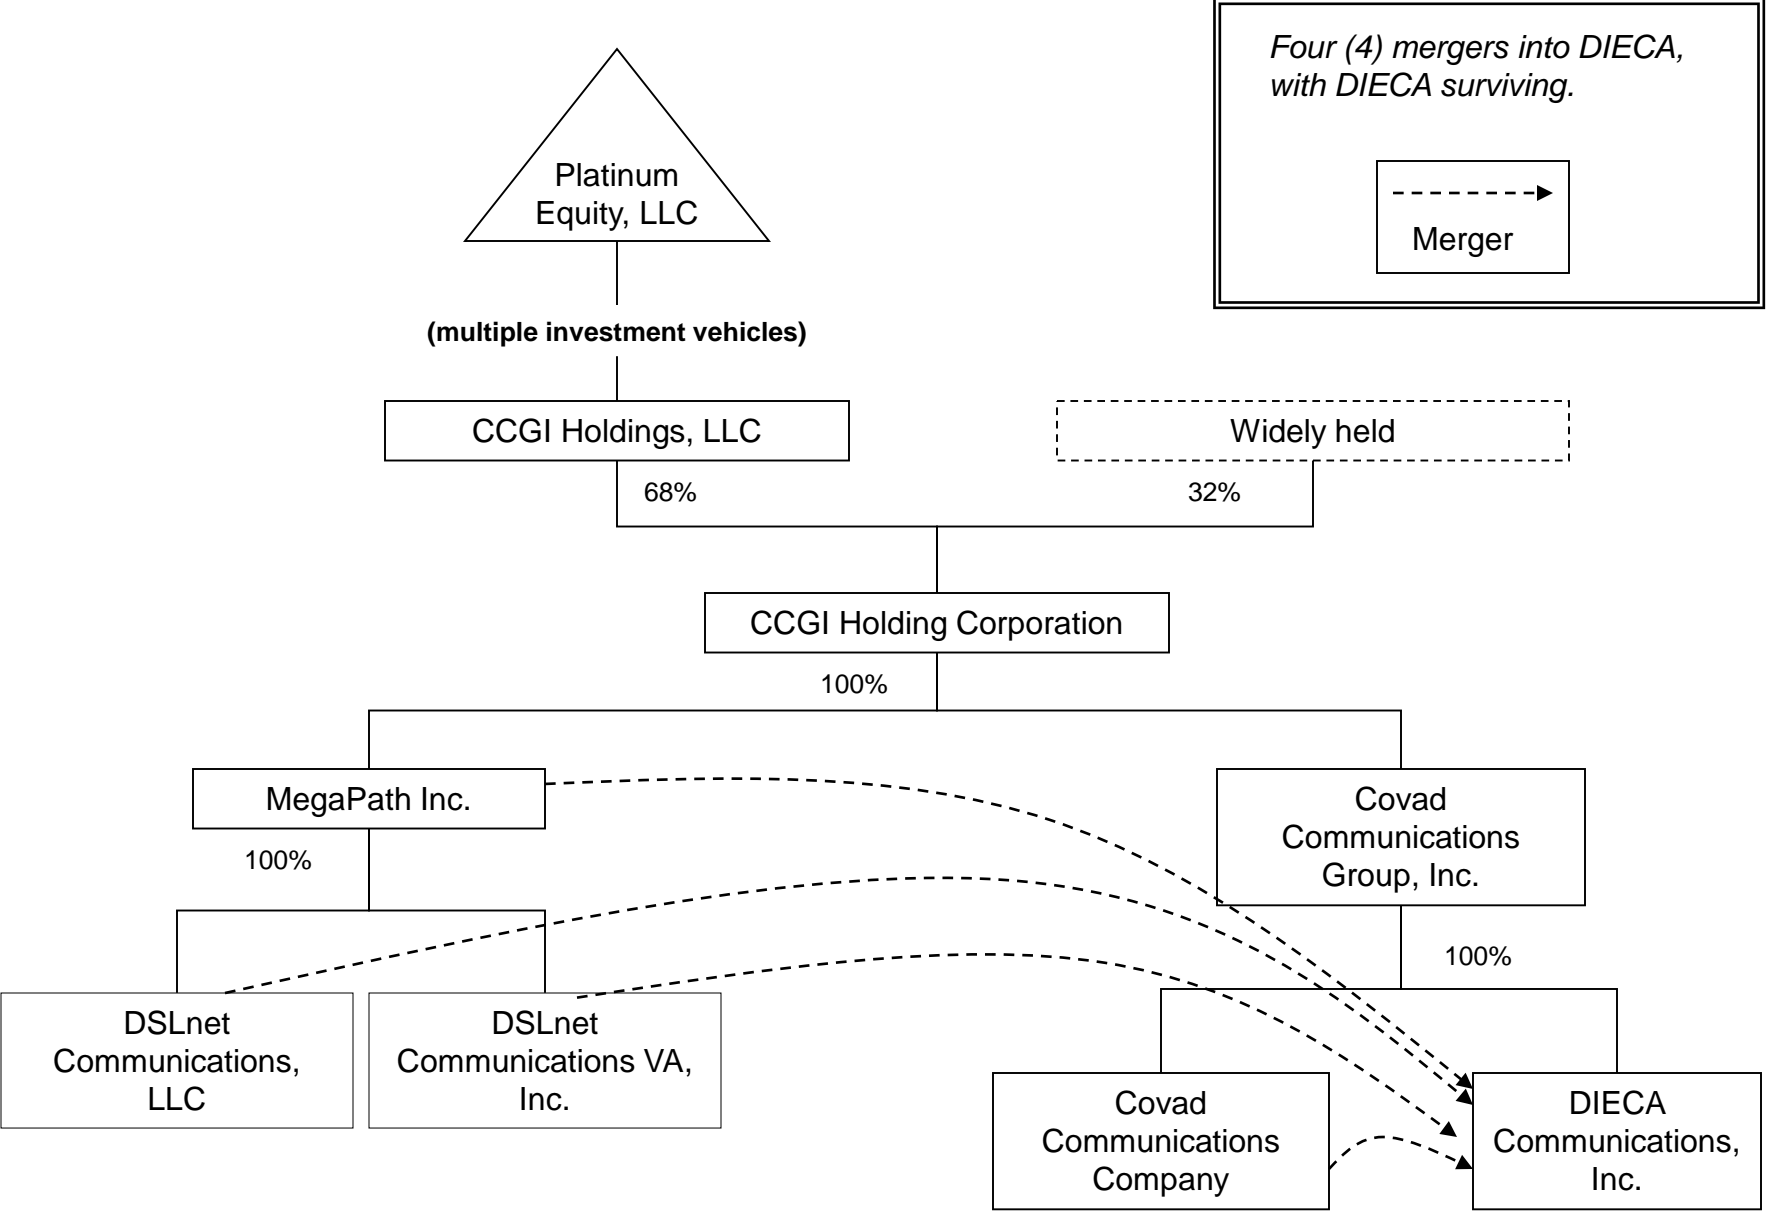 Four (4) mergers into DIECA,
with DIECA surviving.
Merger
Platinum
Equity, LLC
(multiple investment vehicles)
CCGI Holdings, LLC
Widely held
68%
32%
CCGI Holding Corporation
100%
MegaPath Inc.
Covad
Communications
Group, Inc.
100%
100%
DSLnet
Communications,
LLC
DSLnet
Communications VA,
Inc.
Covad
Communications
Company
DIECA
Communications,
Inc.